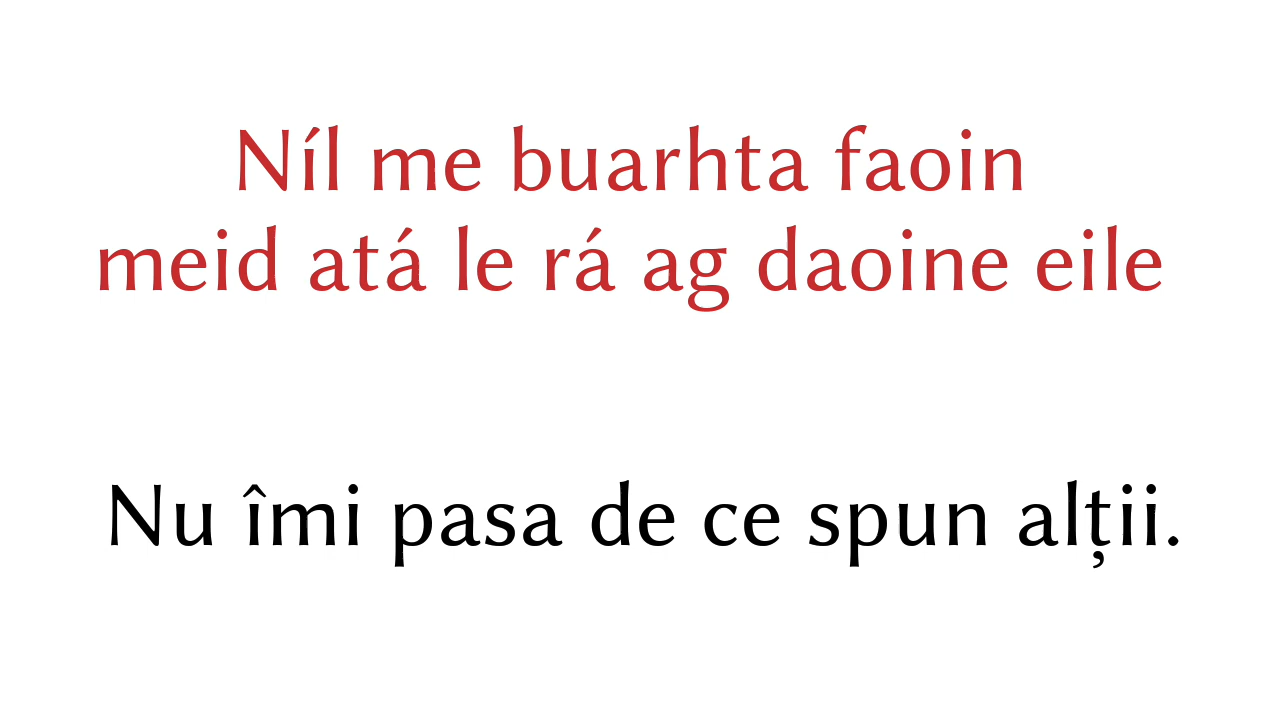 Níl me buarhta faoin
meid atá le rá ag daoine eile
Nu îmi pasa de ce spun alții.